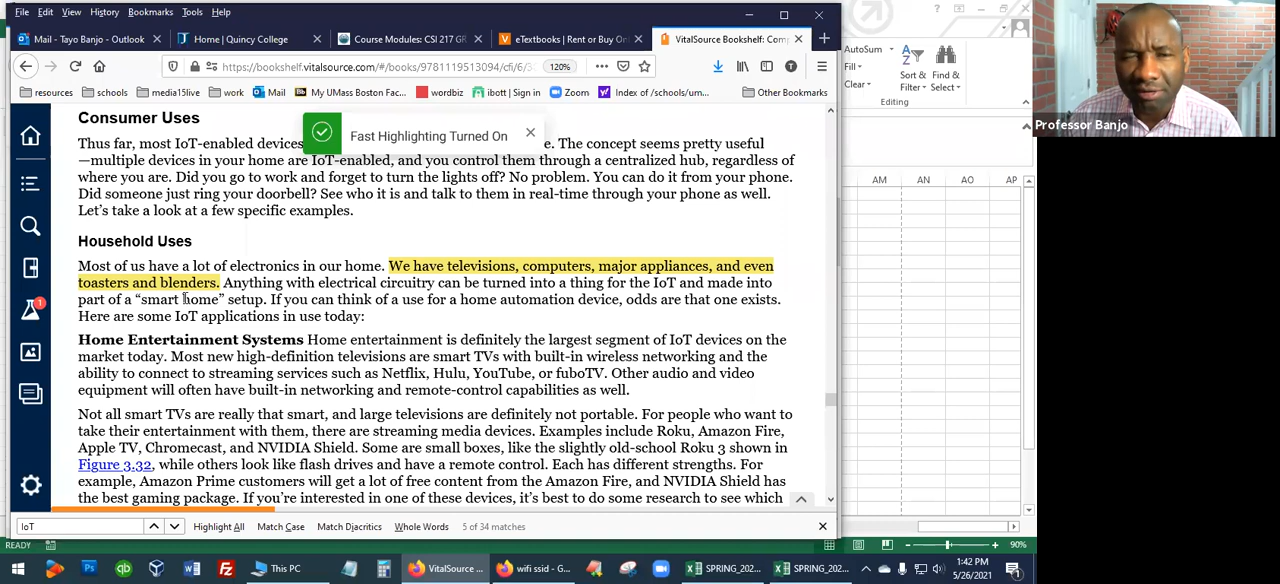 File Edit View History Bookmarks Tools Help
Mail - Tayo Banjo - Outlook
Home | Quincy College
Course Modules: CSI 217 GR
eTextbooks | Rent or Buy On
VitalSource Bookshelf: Com
https://bookshelf.vitalsource.com/#/books/9781119513094/cfi/6/3
120%
resources schools media15live work Mail My UMass Boston Fac... wordbiz ibott | Sign in Zoom Index of /schools/um... Other Bookmarks
Fast Highlighting Turned On
Consumer Uses
Thus far, most IoT-enabled devices
e. The concept seems pretty useful
—multiple devices in your home are IoT-enabled, and you control them through a centralized hub, regardless of
where you are. Did you go to work and forget to turn the lights off? No problem. You can do it from your phone.
Did someone just ring your doorbell? See who it is and talk to them in real-time through your phone as well.
Let's take a look at a few specific examples.
Household Uses
Most of us have a lot of electronics in our home. We have televisions, computers, major appliances, and even
toasters and blenders. Anything with electrical circuitry can be turned into a thing for the IoT and made into
part of a “smart home” setup. If you can think of a use for a home automation device, odds are that one exists.
Here are some IoT applications in use today:
Home Entertainment Systems Home entertainment is definitely the largest segment of IoT devices on the
market today. Most new high-definition televisions are smart TVs with built-in wireless networking and the
ability to connect to streaming services such as Netflix, Hulu, YouTube, or fuboTV. Other audio and video
equipment will often have built-in networking and remote-control capabilities as well.
Not all smart TVs are really that smart, and large televisions are definitely not portable. For people who want to
take their entertainment with them, there are streaming media devices. Examples include Roku, Amazon Fire,
Apple TV, Chromecast, and NVIDIA Shield. Some are small boxes, like the slightly old-school Roku 3 shown in
Figure 3.32, while others look like flash drives and have a remote control. Each has different strengths. For
example, Amazon Prime customers will get a lot of free content from the Amazon Fire, and NVIDIA Shield has
the best gaming package. If you're interested in one of these devices, it's best to do some research to see which
1
IoT
Highlight All Match Case Match Diacritics Whole Words 5 of 34 matches
AutoSum
Fill
Clear
Sort & Filter
Find & Select
Editing
AM AN AO AP
Professor Banjo
READY
90%
This PC
VitalSource ...
wifi ssid - G...
SPRING_202...
SPRING_202...
1:42 PM
5/26/2021
1